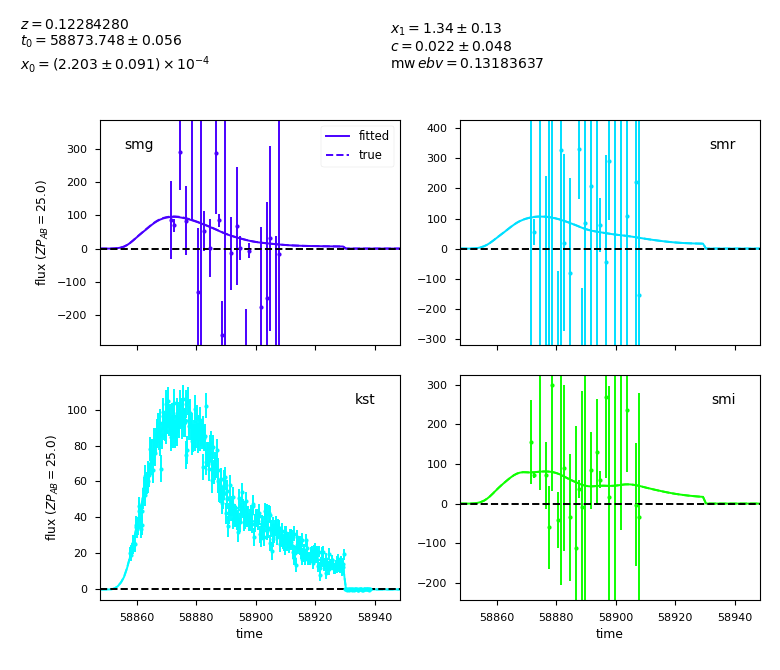 z = 0.12284280
t₀ = 58873.748 ± 0.056
x₀ = (2.203 ± 0.091) × 10⁻⁴
x₁ = 1.34 ± 0.13
c = 0.022 ± 0.048
mw ebv = 0.13183637
smg
fitted
true
300
200
100
0
−100
−200
flux (ZP_AB = 25.0)
smr
400
300
200
100
0
−100
−200
−300
kst
100
80
60
40
20
0
flux (ZP_AB = 25.0)
58860 58880 58900 58920 58940
time
smi
300
200
100
0
−100
−200
58860 58880 58900 58920 58940
time